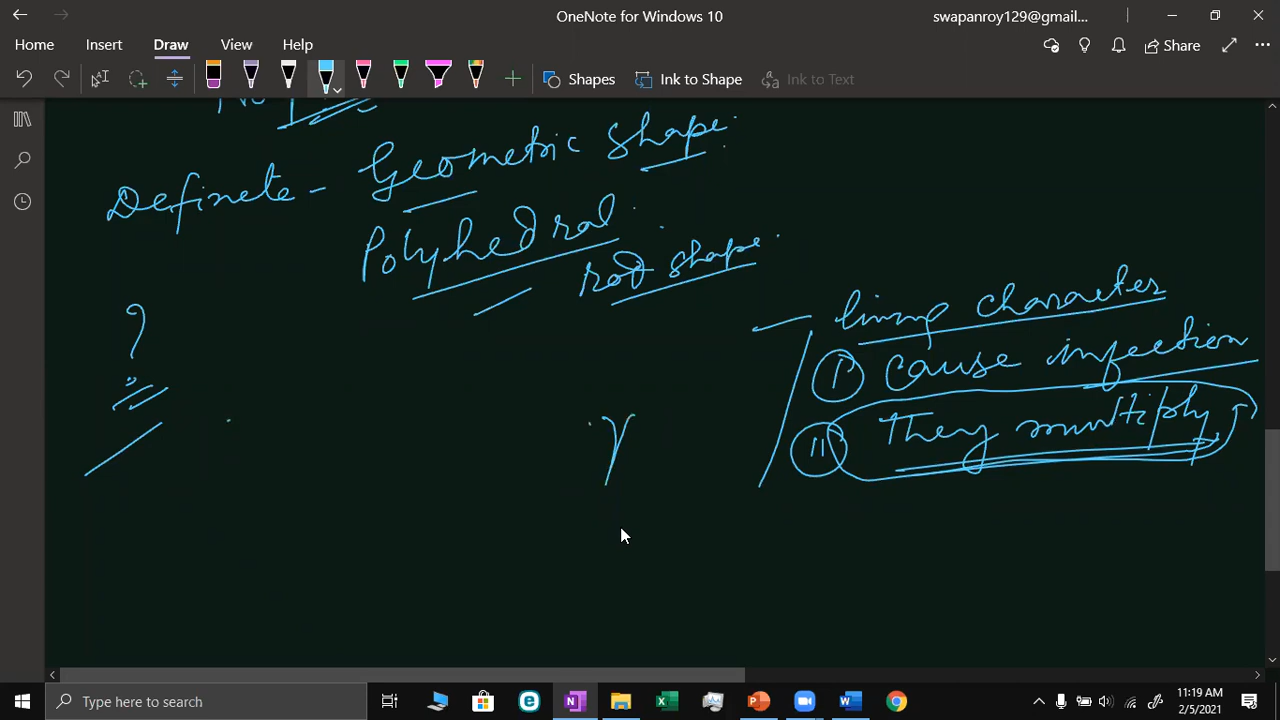 OneNote for Windows 10
swapanroy129@gmail...
Home Insert Draw View Help
Share
Shapes Ink to Shape Ink to Text
No
Definete - Geometric Shape
Polyhedral
rod shape
?
living character
I Cause infection
II They multiply
Type here to search
11:19 AM
2/5/2021